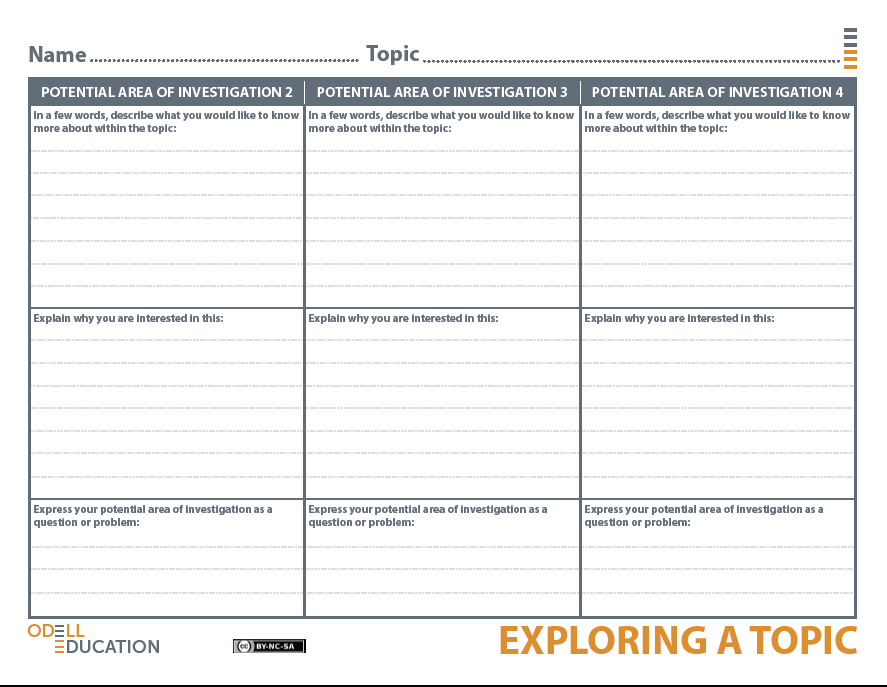 Name Topic
POTENTIAL AREA OF INVESTIGATION 2
In a few words, describe what you would like to know
more about within the topic:
Explain why you are interested in this:
Express your potential area of investigation as a
question or problem:
POTENTIAL AREA OF INVESTIGATION 3
In a few words, describe what you would like to know
more about within the topic:
Explain why you are interested in this:
Express your potential area of investigation as a
question or problem:
POTENTIAL AREA OF INVESTIGATION 4
In a few words, describe what you would like to know
more about within the topic:
Explain why you are interested in this:
Express your potential area of investigation as a
question or problem:
ODELL
EDUCATION
cc BY-NC-SA
EXPLORING A TOPIC